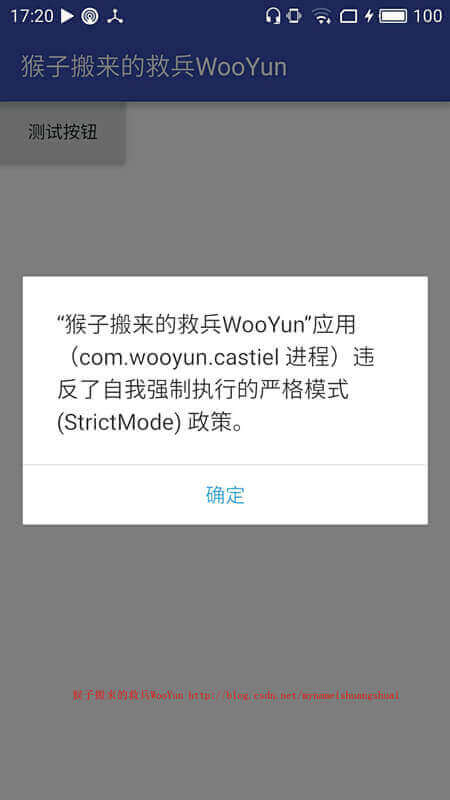 17:20 100
猴子搬来的救兵WooYun
测试按钮
“猴子搬来的救兵WooYun”应用
（com.wooyun.castiel 进程）违
反了自我强制执行的严格模式
(StrictMode) 政策。
确定
猴子搬来的救兵WooYun http://blog.csdn.net/mynameishuangshuai